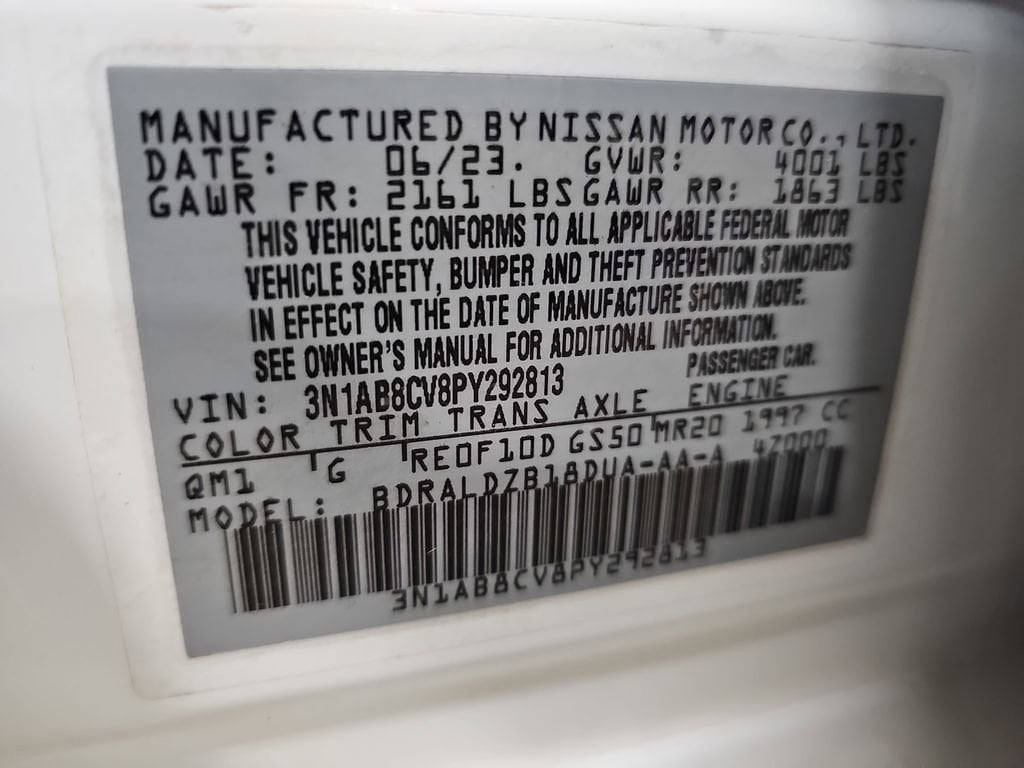 MANUFACTURED BY NISSAN MOTOR CO., LTD.
DATE: 06/23. GVWR: 4001 LBS
GAWR FR: 2161 LBS GAWR RR: 1863 LBS
THIS VEHICLE CONFORMS TO ALL APPLICABLE FEDERAL MOTOR
VEHICLE SAFETY, BUMPER AND THEFT PREVENTION STANDARDS
IN EFFECT ON THE DATE OF MANUFACTURE SHOWN ABOVE.
SEE OWNER'S MANUAL FOR ADDITIONAL INFORMATION.
VIN: 3N1AB8CV8PY292813 PASSENGER CAR.
COLOR TRIM TRANS AXLE ENGINE
QM1 G RE0F10D GS50 MR20 1997 CC
MODEL: BDRALDZB18DUA-AA-A 47000
3N1AB8CV8PY292813